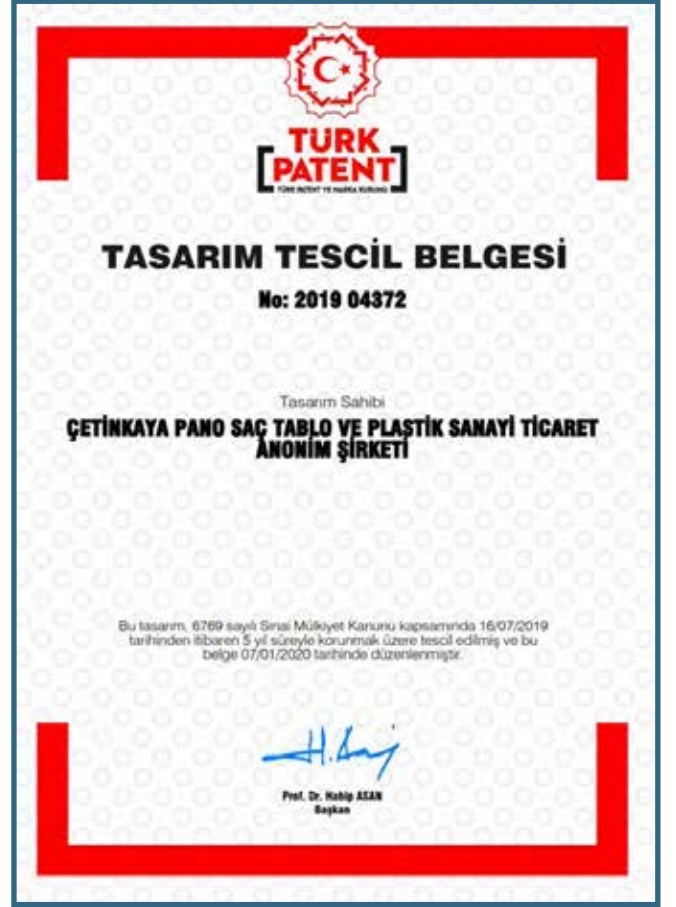 TÜRK
PATENT
TÜRK PATENT VE MARKA KURUMU
TASARIM TESCİL BELGESİ
No: 2019 04372
Tasarım Sahibi
ÇETİNKAYA PANO SAÇ TABLO VE PLASTİK SANAYİ TİCARET
ANONİM ŞİRKETİ
Bu tasarım, 6769 sayılı Sınai Mülkiyet Kanunu kapsamında 16/07/2019
tarihinden itibaren 5 yıl süreyle korunmak üzere tescil edilmiş ve bu
belge 07/01/2020 tarihinde düzenlenmiştir.
Prof. Dr. Habip ASAN
Başkan